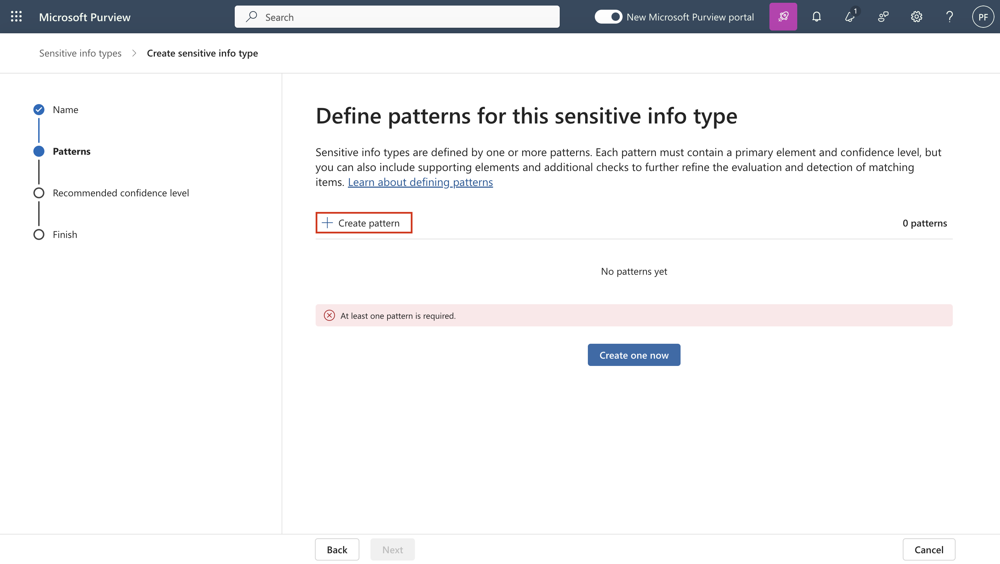 Microsoft Purview
Search
New Microsoft Purview portal
1
PF
Sensitive info types
Create sensitive info type
Name
Patterns
Recommended confidence level
Finish
Define patterns for this sensitive info type
Sensitive info types are defined by one or more patterns. Each pattern must contain a primary element and confidence level, but
you can also include supporting elements and additional checks to further refine the evaluation and detection of matching
items. Learn about defining patterns
Create pattern
0 patterns
No patterns yet
At least one pattern is required.
Create one now
Back
Next
Cancel